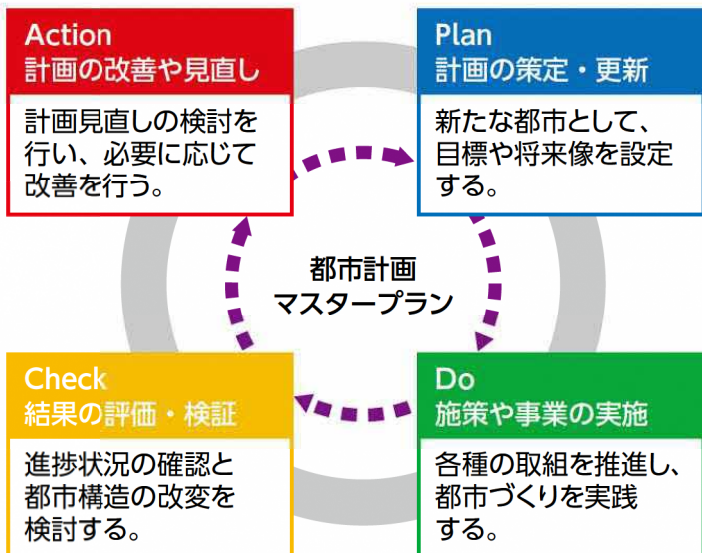 Action
計画の改善や見直し
計画見直しの検討を
行い、必要に応じて
改善を行う。
Plan
計画の策定・更新
新たな都市として、
目標や将来像を設定
する。
都市計画
マスタープラン
Check
結果の評価・検証
進捗状況の確認と
都市構造の改変を
検討する。
Do
施策や事業の実施
各種の取組を推進し、
都市づくりを実践
する。